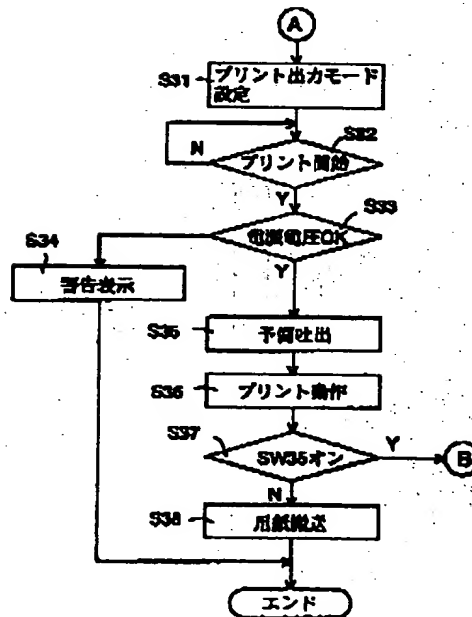 A
S31
プリント出力モード
設定
S32
N
プリント開始
Y
S33
電源電圧OK
S34
Y
警告表示
S35
予備吐出
S36
プリント動作
S37
SW35オン
Y
B
N
S38
用紙搬送
エンド